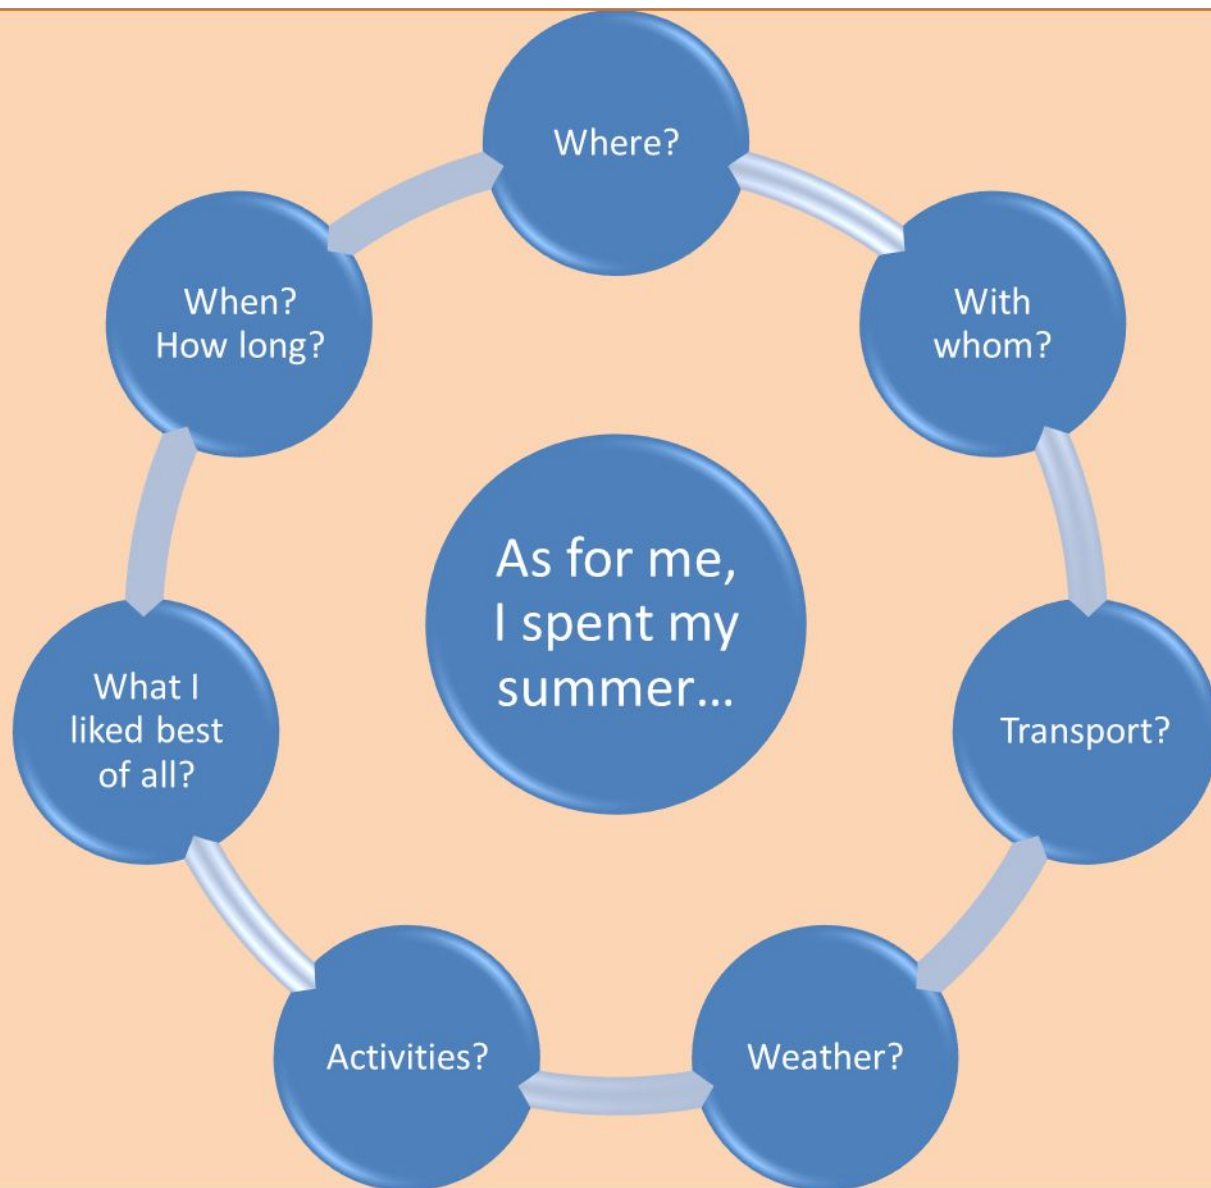 Where?
With
whom?
Transport?
Weather?
Activities?
What I
liked best
of all?
When?
How long?
As for me,
I spent my
summer...